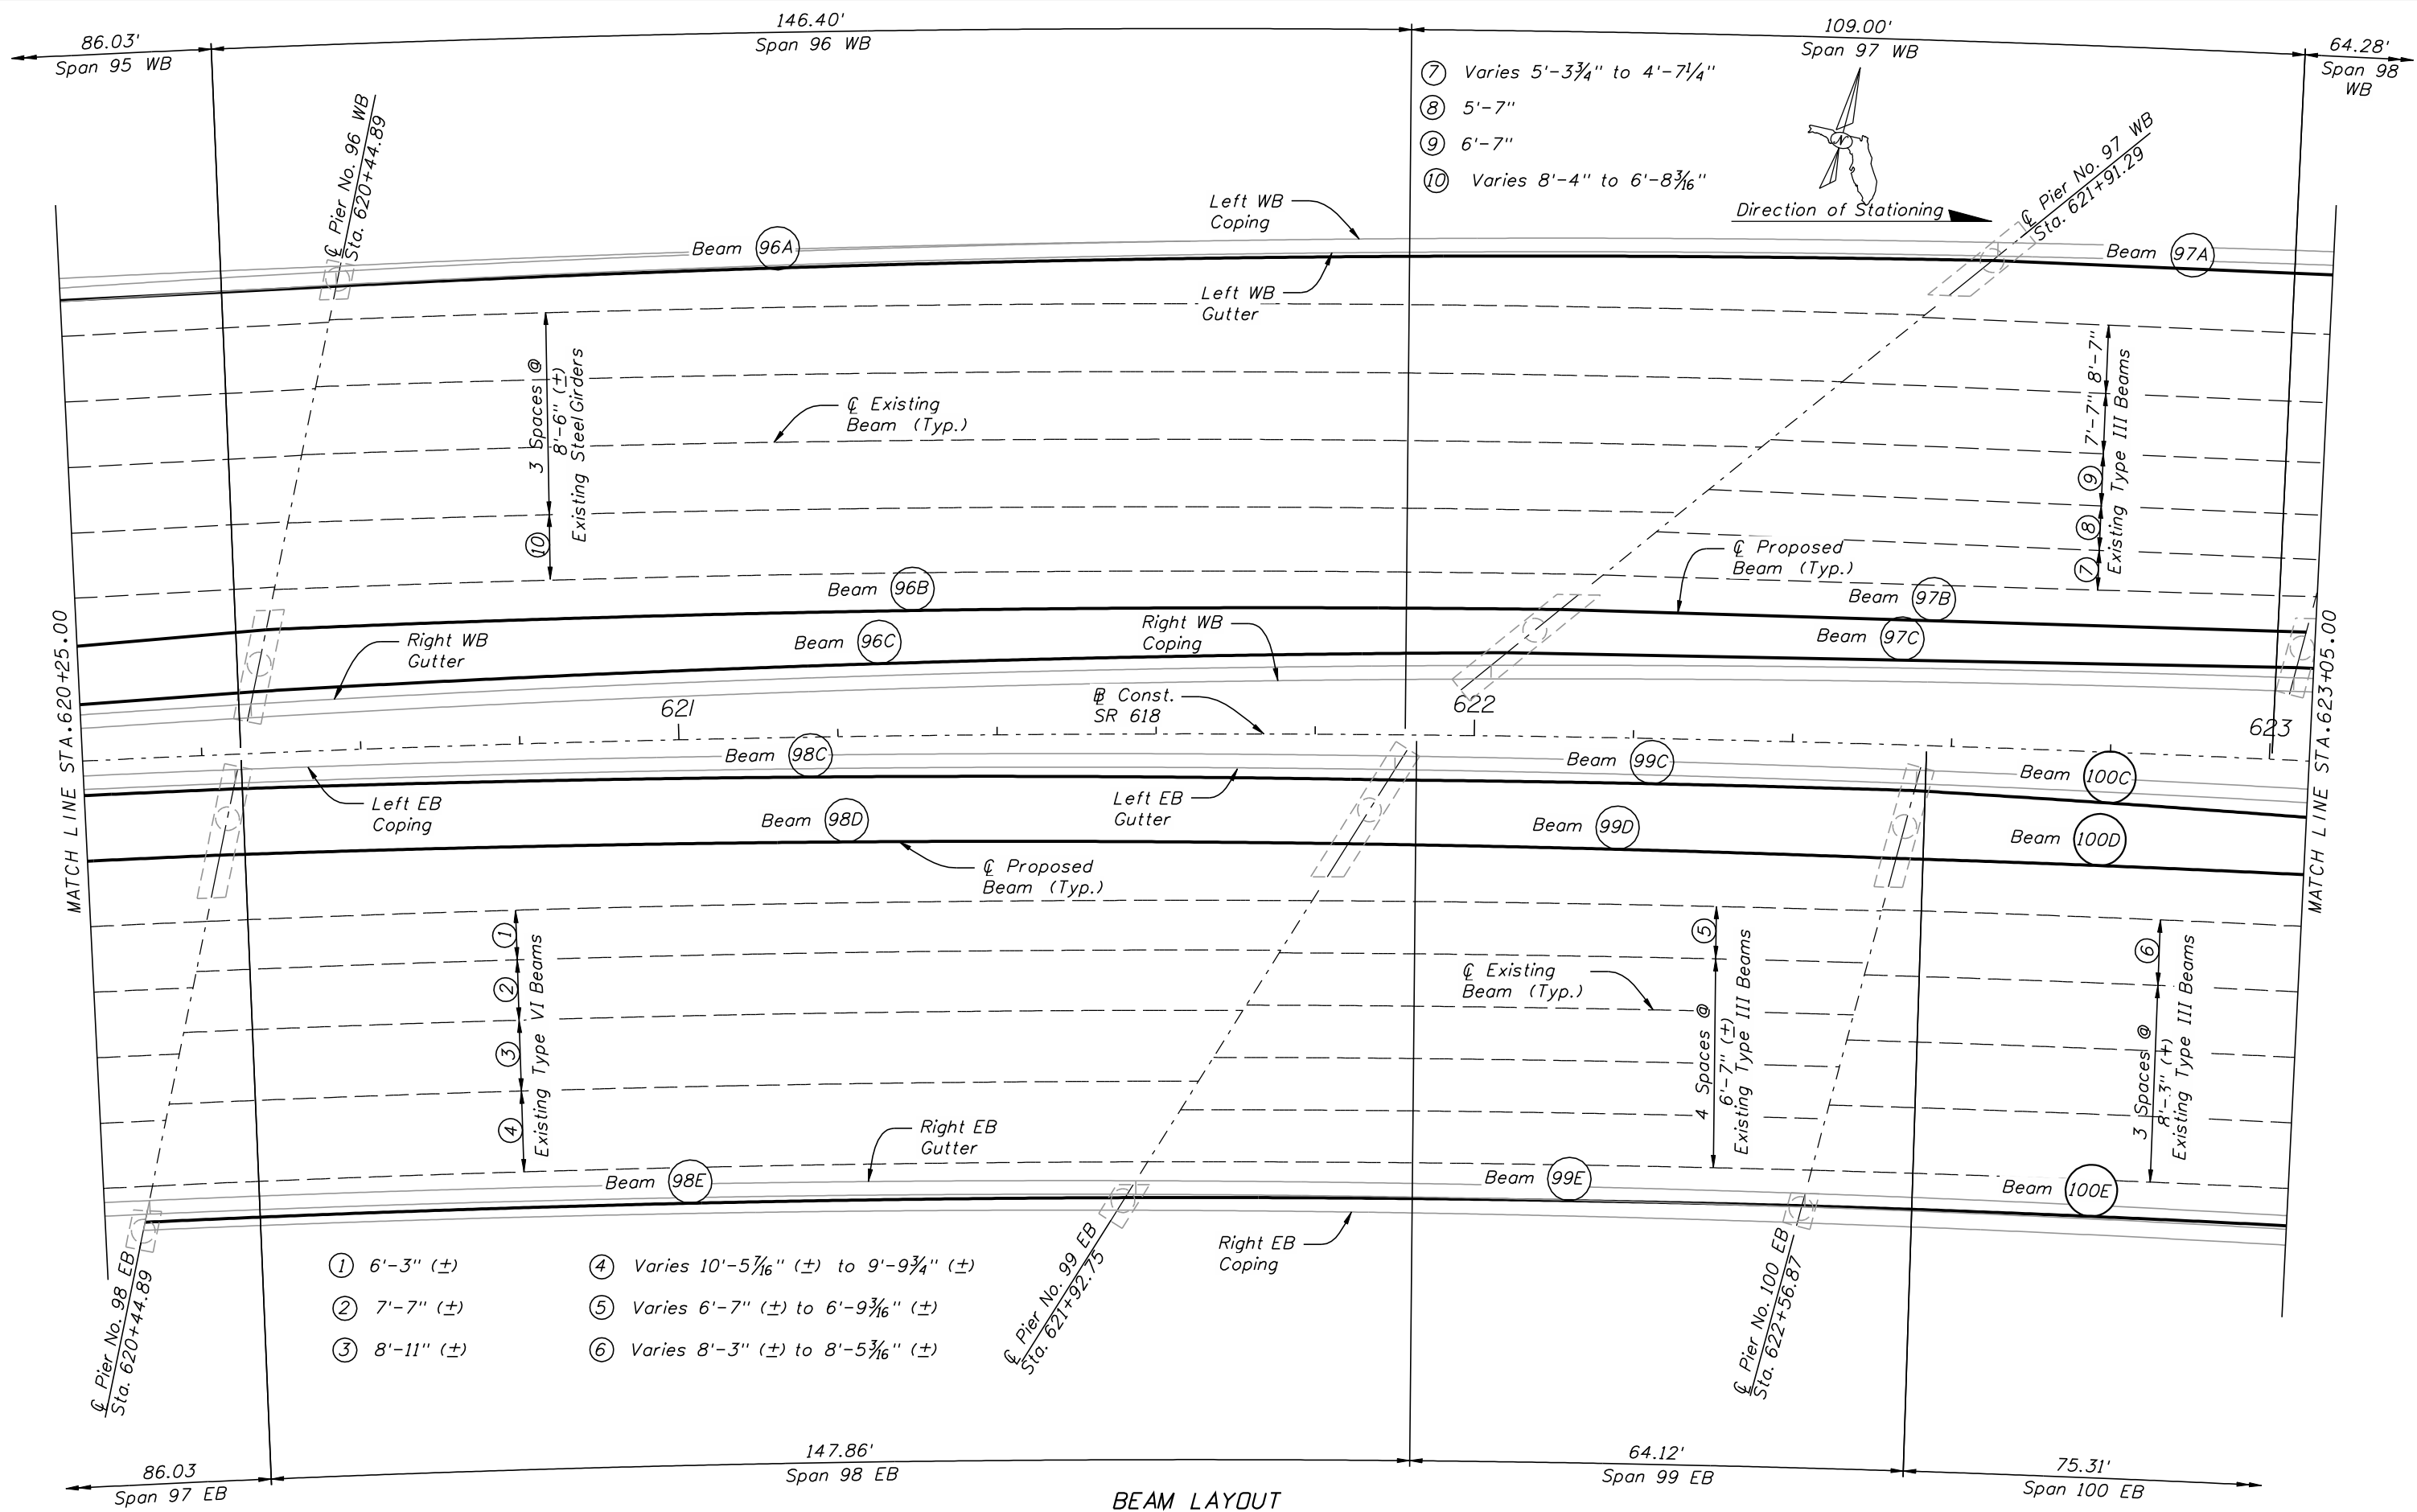 146.40'
Span 96 WB
86.03'
Span 95 WB
109.00'
Span 97 WB
64.28'
Span 98
WB
⑦ Varies 5'-3¾" to 4'-7¼"
⑧ 5'-7"
⑨ 6'-7"
⑩ Varies 8'-4" to 6'-8 3/16"
N
Direction of Stationing
℄ Pier No. 96 WB
Sta. 620+44.89
℄ Pier No. 97 WB
Sta. 621+91.29
Left WB
Coping
Beam 96A
Beam 97A
Left WB
Gutter
3 Spaces @
8'-6" (±)
Existing Steel Girders
⑩
℄ Existing
Beam (Typ.)
8'-7"
7'-7"
⑨
⑧
⑦
Existing Type III Beams
℄ Proposed
Beam (Typ.)
Beam 96B
Beam 97B
Right WB
Gutter
Beam 96C
Right WB
Coping
Beam 97C
MATCH LINE STA.620+25.00
MATCH LINE STA.623+05.00
621
℄ Const.
SR 618
622
623
Beam 98C
Beam 99C
Beam 100C
Left EB
Coping
Left EB
Gutter
Beam 98D
Beam 99D
Beam 100D
℄ Proposed
Beam (Typ.)
①
②
③
④
Existing Type VI Beams
℄ Existing
Beam (Typ.)
⑤
4 Spaces @
6'-7" (±)
Existing Type III Beams
⑥
3 Spaces @
8'-3" (±)
Existing Type III Beams
Right EB
Gutter
Beam 98E
Beam 99E
Beam 100E
Right EB
Coping
℄ Pier No. 98 EB
Sta. 620+44.89
℄ Pier No. 99 EB
Sta. 621+92.75
℄ Pier No. 100 EB
Sta. 622+56.87
① 6'-3" (±)
② 7'-7" (±)
③ 8'-11" (±)
④ Varies 10'-5 7/16" (±) to 9'-9¾" (±)
⑤ Varies 6'-7" (±) to 6'-9 3/16" (±)
⑥ Varies 8'-3" (±) to 8'-5 3/16" (±)
86.03
Span 97 EB
147.86'
Span 98 EB
64.12'
Span 99 EB
75.31'
Span 100 EB
BEAM LAYOUT